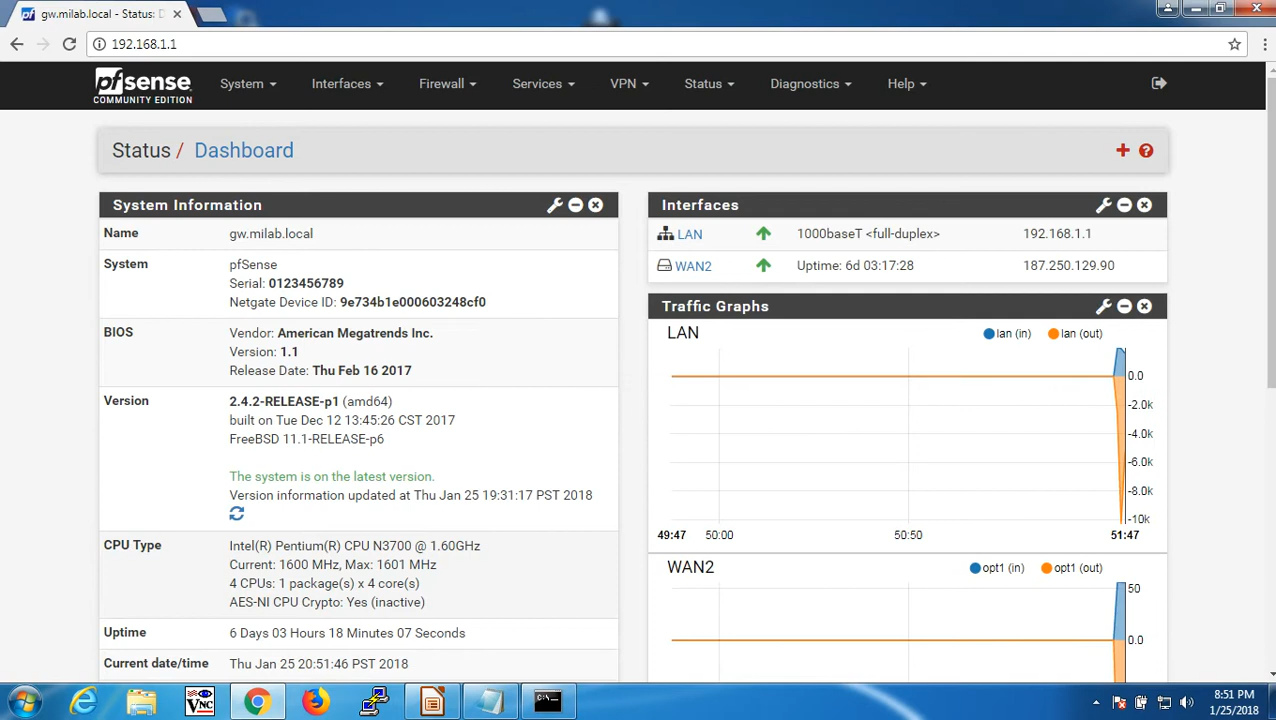 gw.milab.local - Status: D
192.168.1.1
pfsense
COMMUNITY EDITION
System
Interfaces
Firewall
Services
VPN
Status
Diagnostics
Help
Status / Dashboard
System Information
Name
gw.milab.local
System
pfSense
Serial: 0123456789
Netgate Device ID: 9e734b1e000603248cf0
BIOS
Vendor: American Megatrends Inc.
Version: 1.1
Release Date: Thu Feb 16 2017
Version
2.4.2-RELEASE-p1 (amd64)
built on Tue Dec 12 13:45:26 CST 2017
FreeBSD 11.1-RELEASE-p6
The system is on the latest version.
Version information updated at Thu Jan 25 19:31:17 PST 2018
CPU Type
Intel(R) Pentium(R) CPU N3700 @ 1.60GHz
Current: 1600 MHz, Max: 1601 MHz
4 CPUs: 1 package(s) x 4 core(s)
AES-NI CPU Crypto: Yes (inactive)
Uptime
6 Days 03 Hours 18 Minutes 07 Seconds
Current date/time
Thu Jan 25 20:51:46 PST 2018
Interfaces
LAN
1000baseT <full-duplex>
192.168.1.1
WAN2
Uptime: 6d 03:17:28
187.250.129.90
Traffic Graphs
LAN
lan (in)
lan (out)
0.0
-2.0k
-4.0k
-6.0k
-8.0k
-10k
49:47
50:00
50:50
51:47
WAN2
opt1 (in)
opt1 (out)
50
0.0
VNC
8:51 PM
1/25/2018